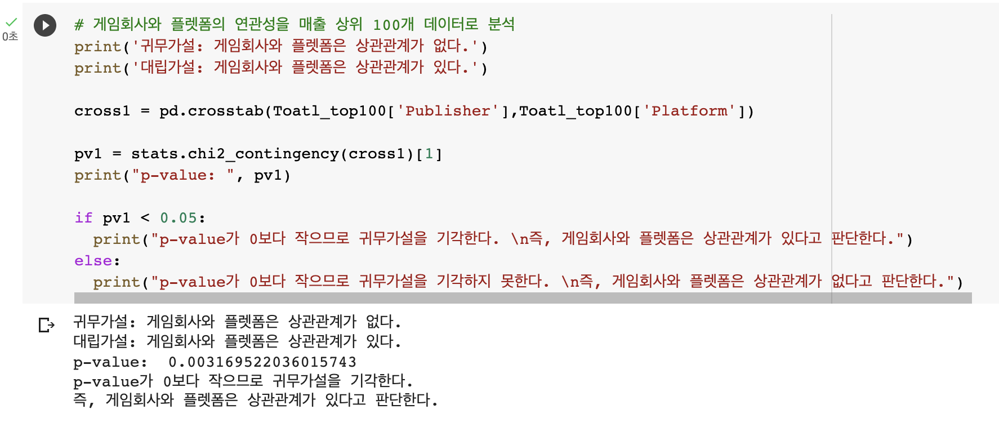 0초
# 게임회사와 플렛폼의 연관성을 매출 상위 100개 데이터로 분석
print('귀무가설: 게임회사와 플렛폼은 상관관계가 없다.')
print('대립가설: 게임회사와 플렛폼은 상관관계가 있다.')
cross1 = pd.crosstab(Toatl_top100['Publisher'],Toatl_top100['Platform'])
pv1 = stats.chi2_contingency(cross1)[1]
print("p-value: ", pv1)
if pv1 < 0.05:
  print("p-value가 0보다 작으므로 귀무가설을 기각한다. \n즉, 게임회사와 플렛폼은 상관관계가 있다고 판단한다.")
else:
  print("p-value가 0보다 작으므로 귀무가설을 기각하지 못한다. \n즉, 게임회사와 플렛폼은 상관관계가 없다고 판단한다.")
귀무가설: 게임회사와 플렛폼은 상관관계가 없다.
대립가설: 게임회사와 플렛폼은 상관관계가 있다.
p-value:  0.003169522036015743
p-value가 0보다 작으므로 귀무가설을 기각한다.
즉, 게임회사와 플렛폼은 상관관계가 있다고 판단한다.